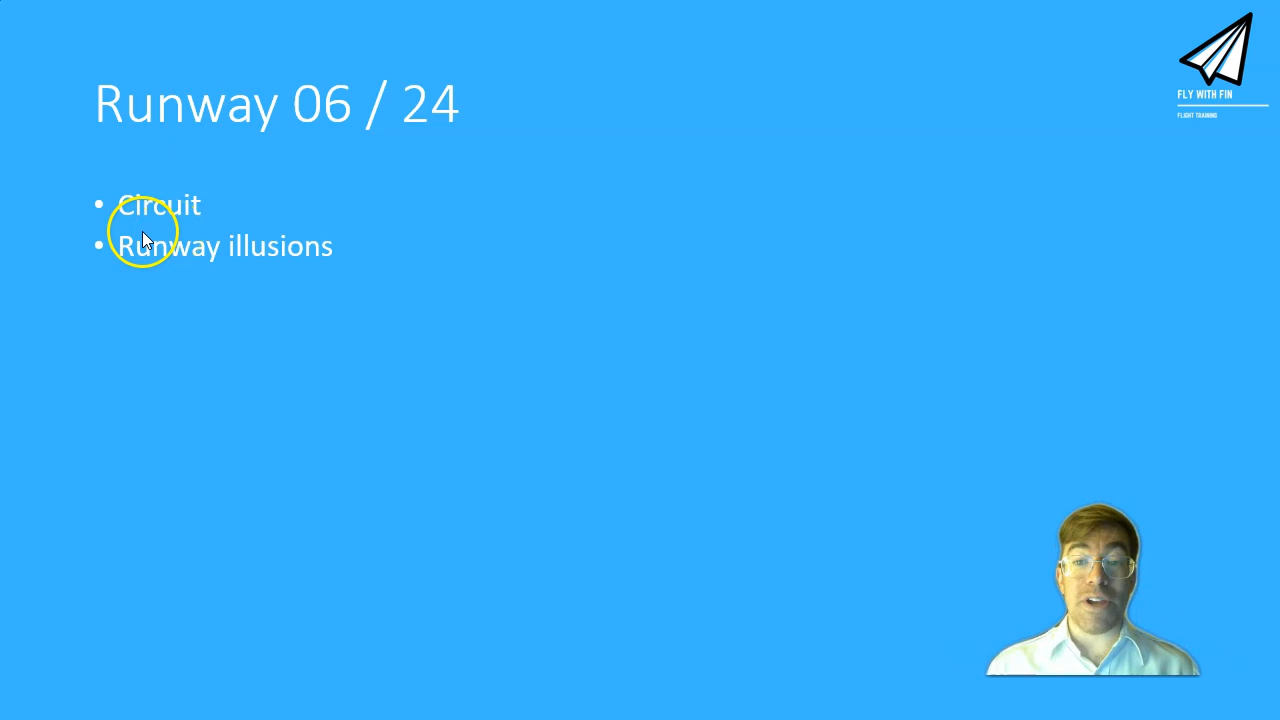 FLY WITH FIN
FLIGHT TRAINING
Runway 06 / 24
• Circuit
• Runway illusions